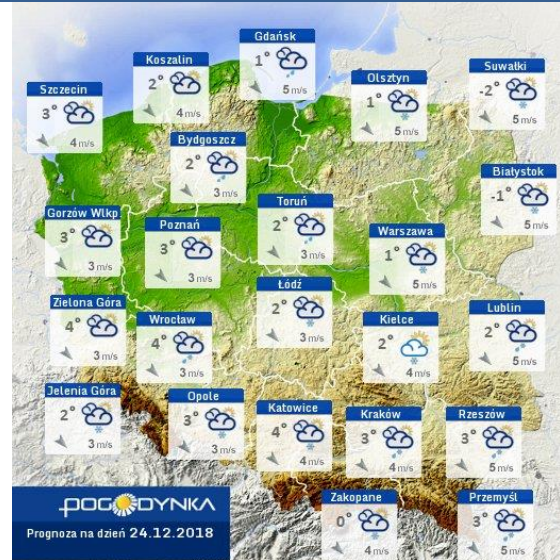 Gdańsk
1°
5 m/s
Koszalin
2°
4 m/s
Suwałki
-2°
5 m/s
Olsztyn
1°
5 m/s
Szczecin
3°
4 m/s
Bydgoszcz
2°
3 m/s
Białystok
-1°
5 m/s
Toruń
2°
3 m/s
Gorzów Wlkp.
3°
3 m/s
Poznań
3°
3 m/s
Warszawa
1°
5 m/s
Łódź
2°
3 m/s
Zielona Góra
4°
3 m/s
Wrocław
4°
3 m/s
Kielce
2°
4 m/s
Lublin
2°
5 m/s
Jelenia Góra
2°
3 m/s
Opole
3°
3 m/s
Katowice
4°
4 m/s
Kraków
3°
4 m/s
Rzeszów
3°
5 m/s
Zakopane
0°
4 m/s
Przemyśl
3°
5 m/s
POGODYNKA
Prognoza na dzień 24.12.2018